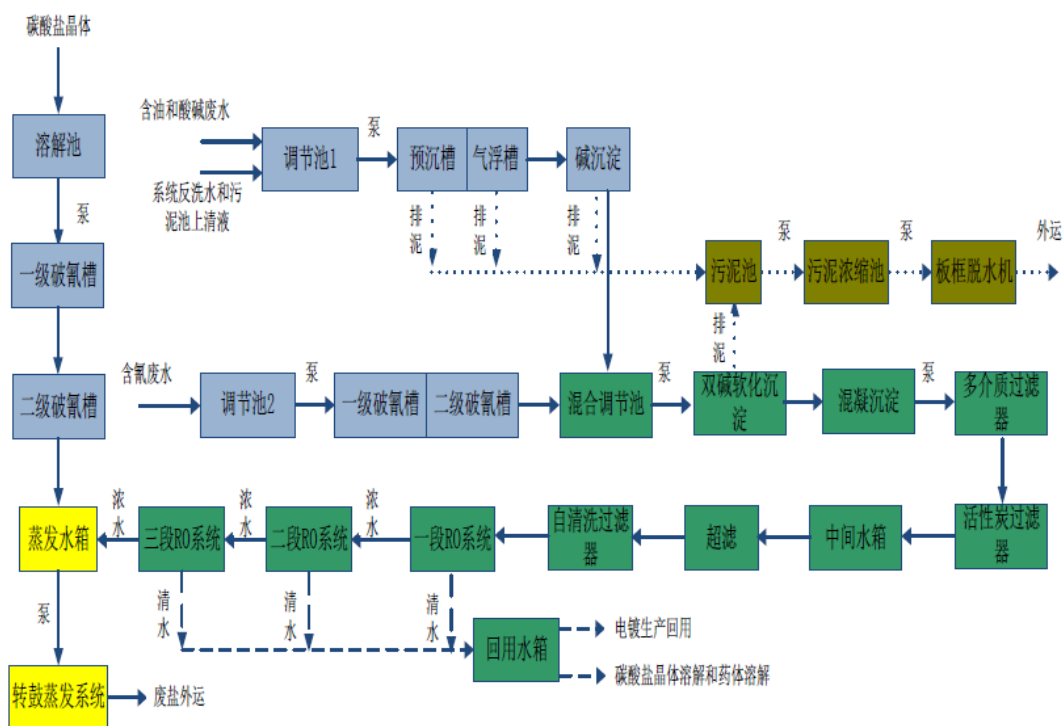 碳酸盐晶体
溶解池
泵
一级破氰槽
二级破氰槽
含油和酸碱废水
系统反洗水和污
泥池上清液
调节池1
泵
预沉槽
气浮槽
碱沉淀
排泥
排泥
排泥
污泥池
泵
污泥浓缩池
泵
板框脱水机
外运
排泥
含氰废水
调节池2
泵
一级破氰槽
二级破氰槽
混合调节池
泵
双碱软化沉
淀
混凝沉淀
泵
多介质过滤
器
蒸发水箱
浓水
三段RO系统
浓水
二段RO系统
浓水
一段RO系统
自清洗过滤
器
超滤
中间水箱
活性炭过滤
器
泵
清水
清水
清水
回用水箱
电镀生产回用
碳酸盐晶体溶解和药体溶解
转鼓蒸发系统
废盐外运